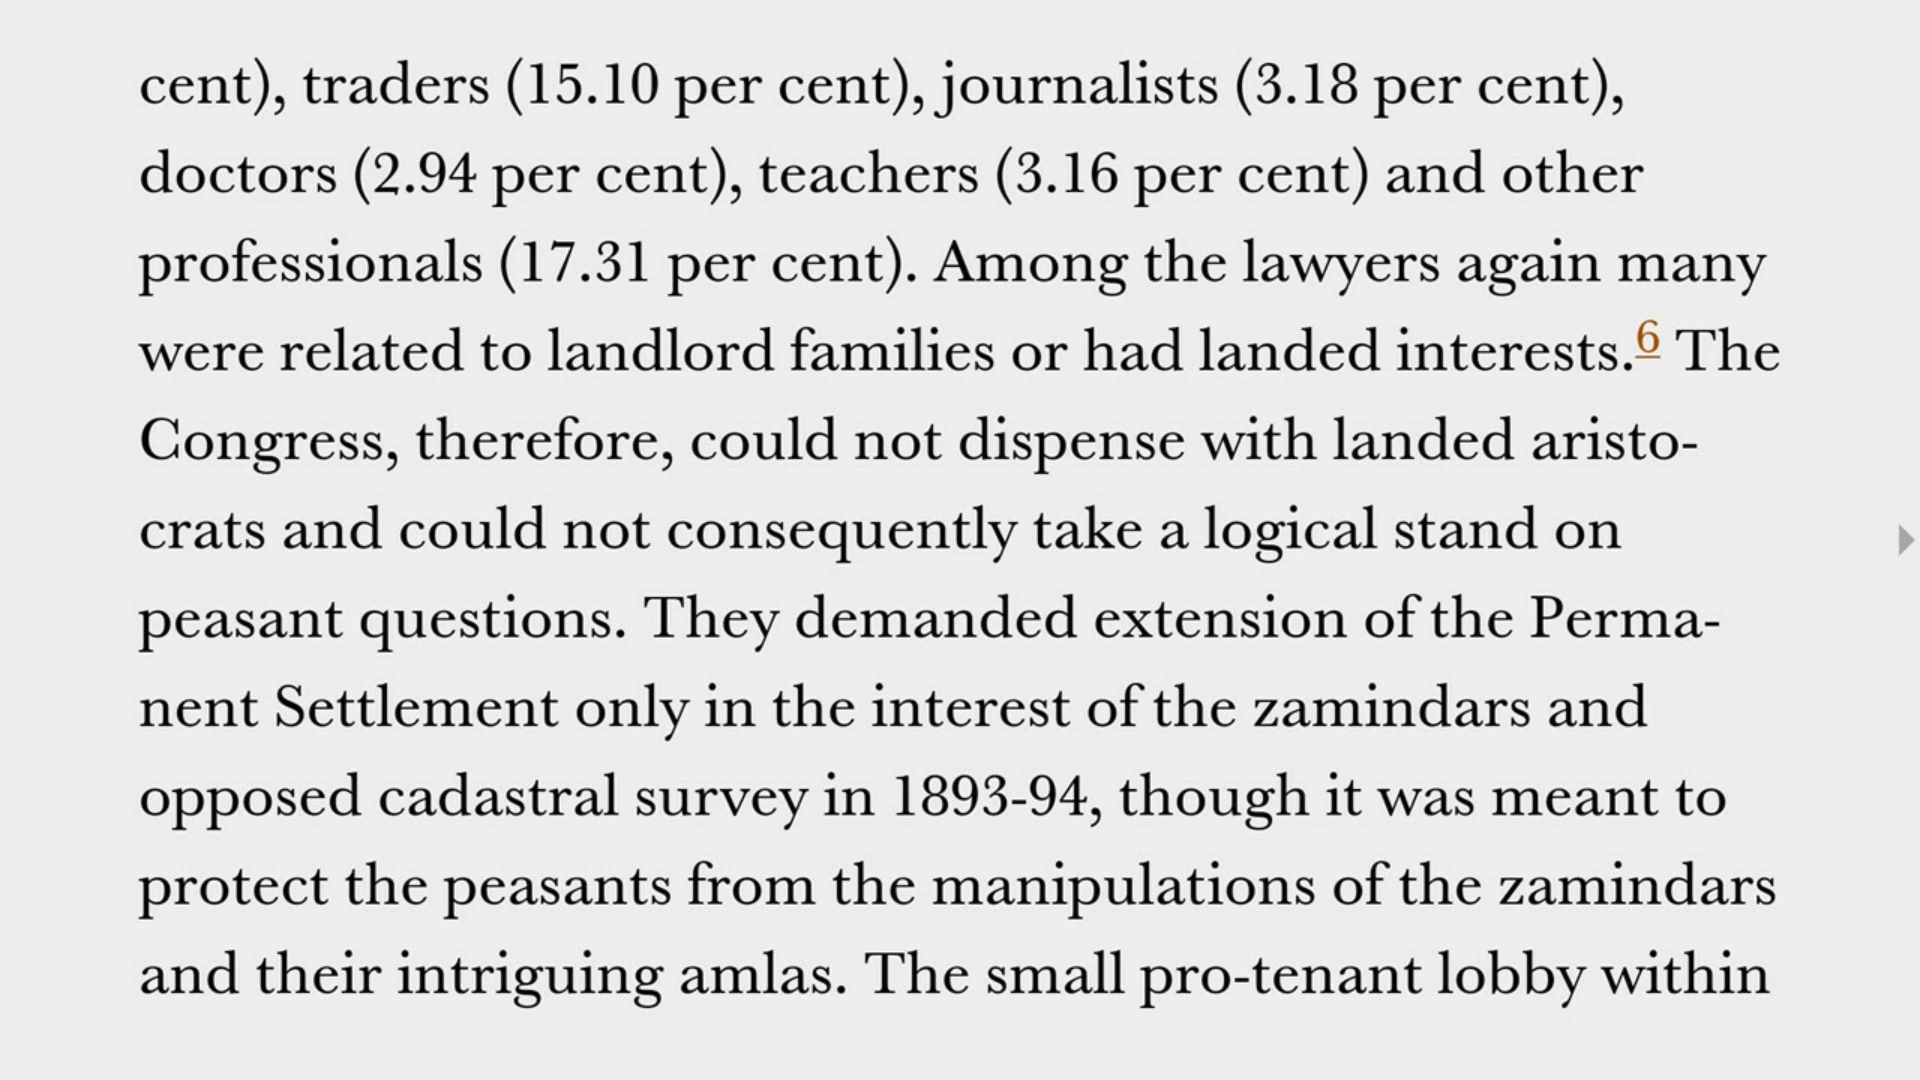 cent), traders (15.10 per cent), journalists (3.18 per cent),
doctors (2.94 per cent), teachers (3.16 per cent) and other
professionals (17.31 per cent). Among the lawyers again many
were related to landlord families or had landed interests.6 The
Congress, therefore, could not dispense with landed aristo-
crats and could not consequently take a logical stand on
peasant questions. They demanded extension of the Perma-
nent Settlement only in the interest of the zamindars and
opposed cadastral survey in 1893-94, though it was meant to
protect the peasants from the manipulations of the zamindars
and their intriguing amlas. The small pro-tenant lobby within